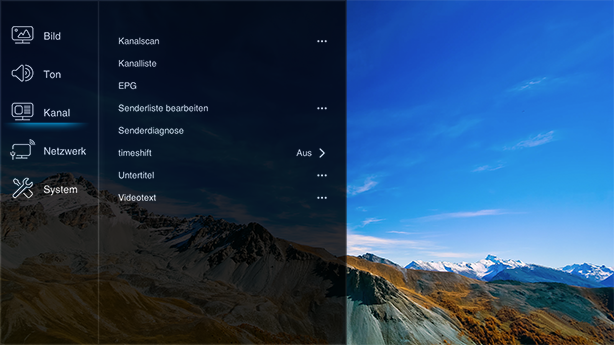 Bild
Ton
Kanal
Netzwerk
System
Kanalscan •••
Kanalliste
EPG
Senderliste bearbeiten •••
Senderdiagnose
timeshift Aus >
Untertitel •••
Videotext •••